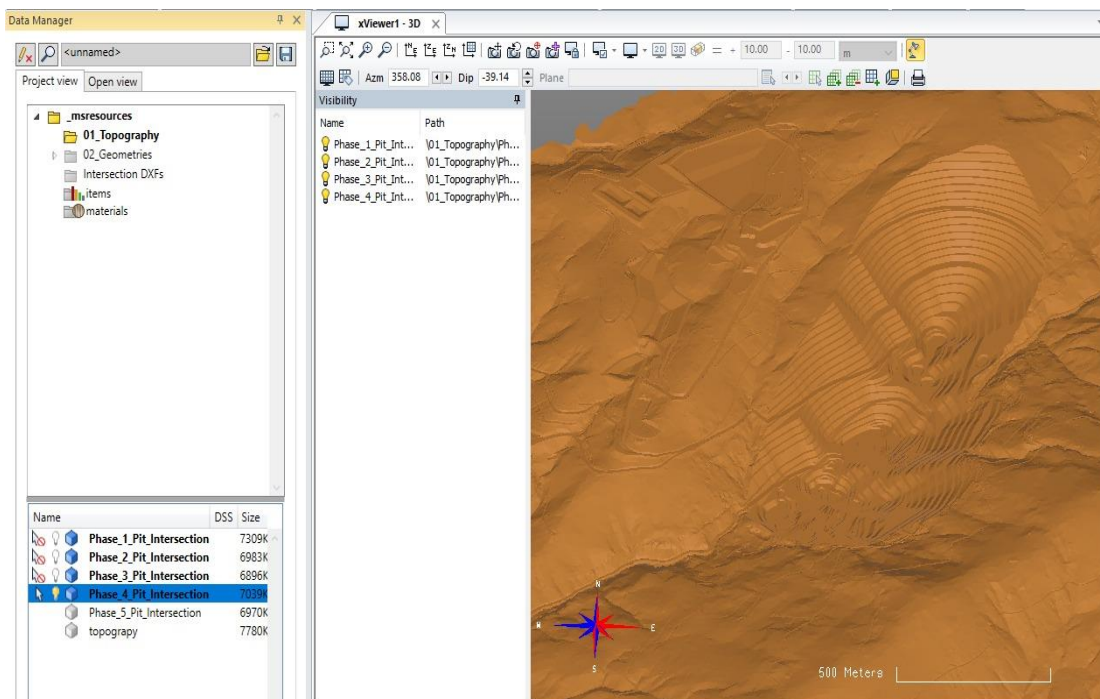 Data Manager
<unnamed>
Project view Open view
_msresources
01_Topography
02_Geometries
Intersection DXFs
items
materials
Name DSS Size
Phase_1_Pit_Intersection 7309K
Phase_2_Pit_Intersection 6983K
Phase_3_Pit_Intersection 6896K
Phase_4_Pit_Intersection 7039K
Phase_5_Pit_Intersection 6970K
topograpy 7780K
xViewer1 - 3D
2D 3D = + 10.00 - 10.00 m
Azm 358.08 Dip -39.14 Plane
Visibility
Name Path
Phase_1_Pit_Int... \01_Topography\Ph...
Phase_2_Pit_Int... \01_Topography\Ph...
Phase_3_Pit_Int... \01_Topography\Ph...
Phase_4_Pit_Int... \01_Topography\Ph...
N
W E
S
500 Meters